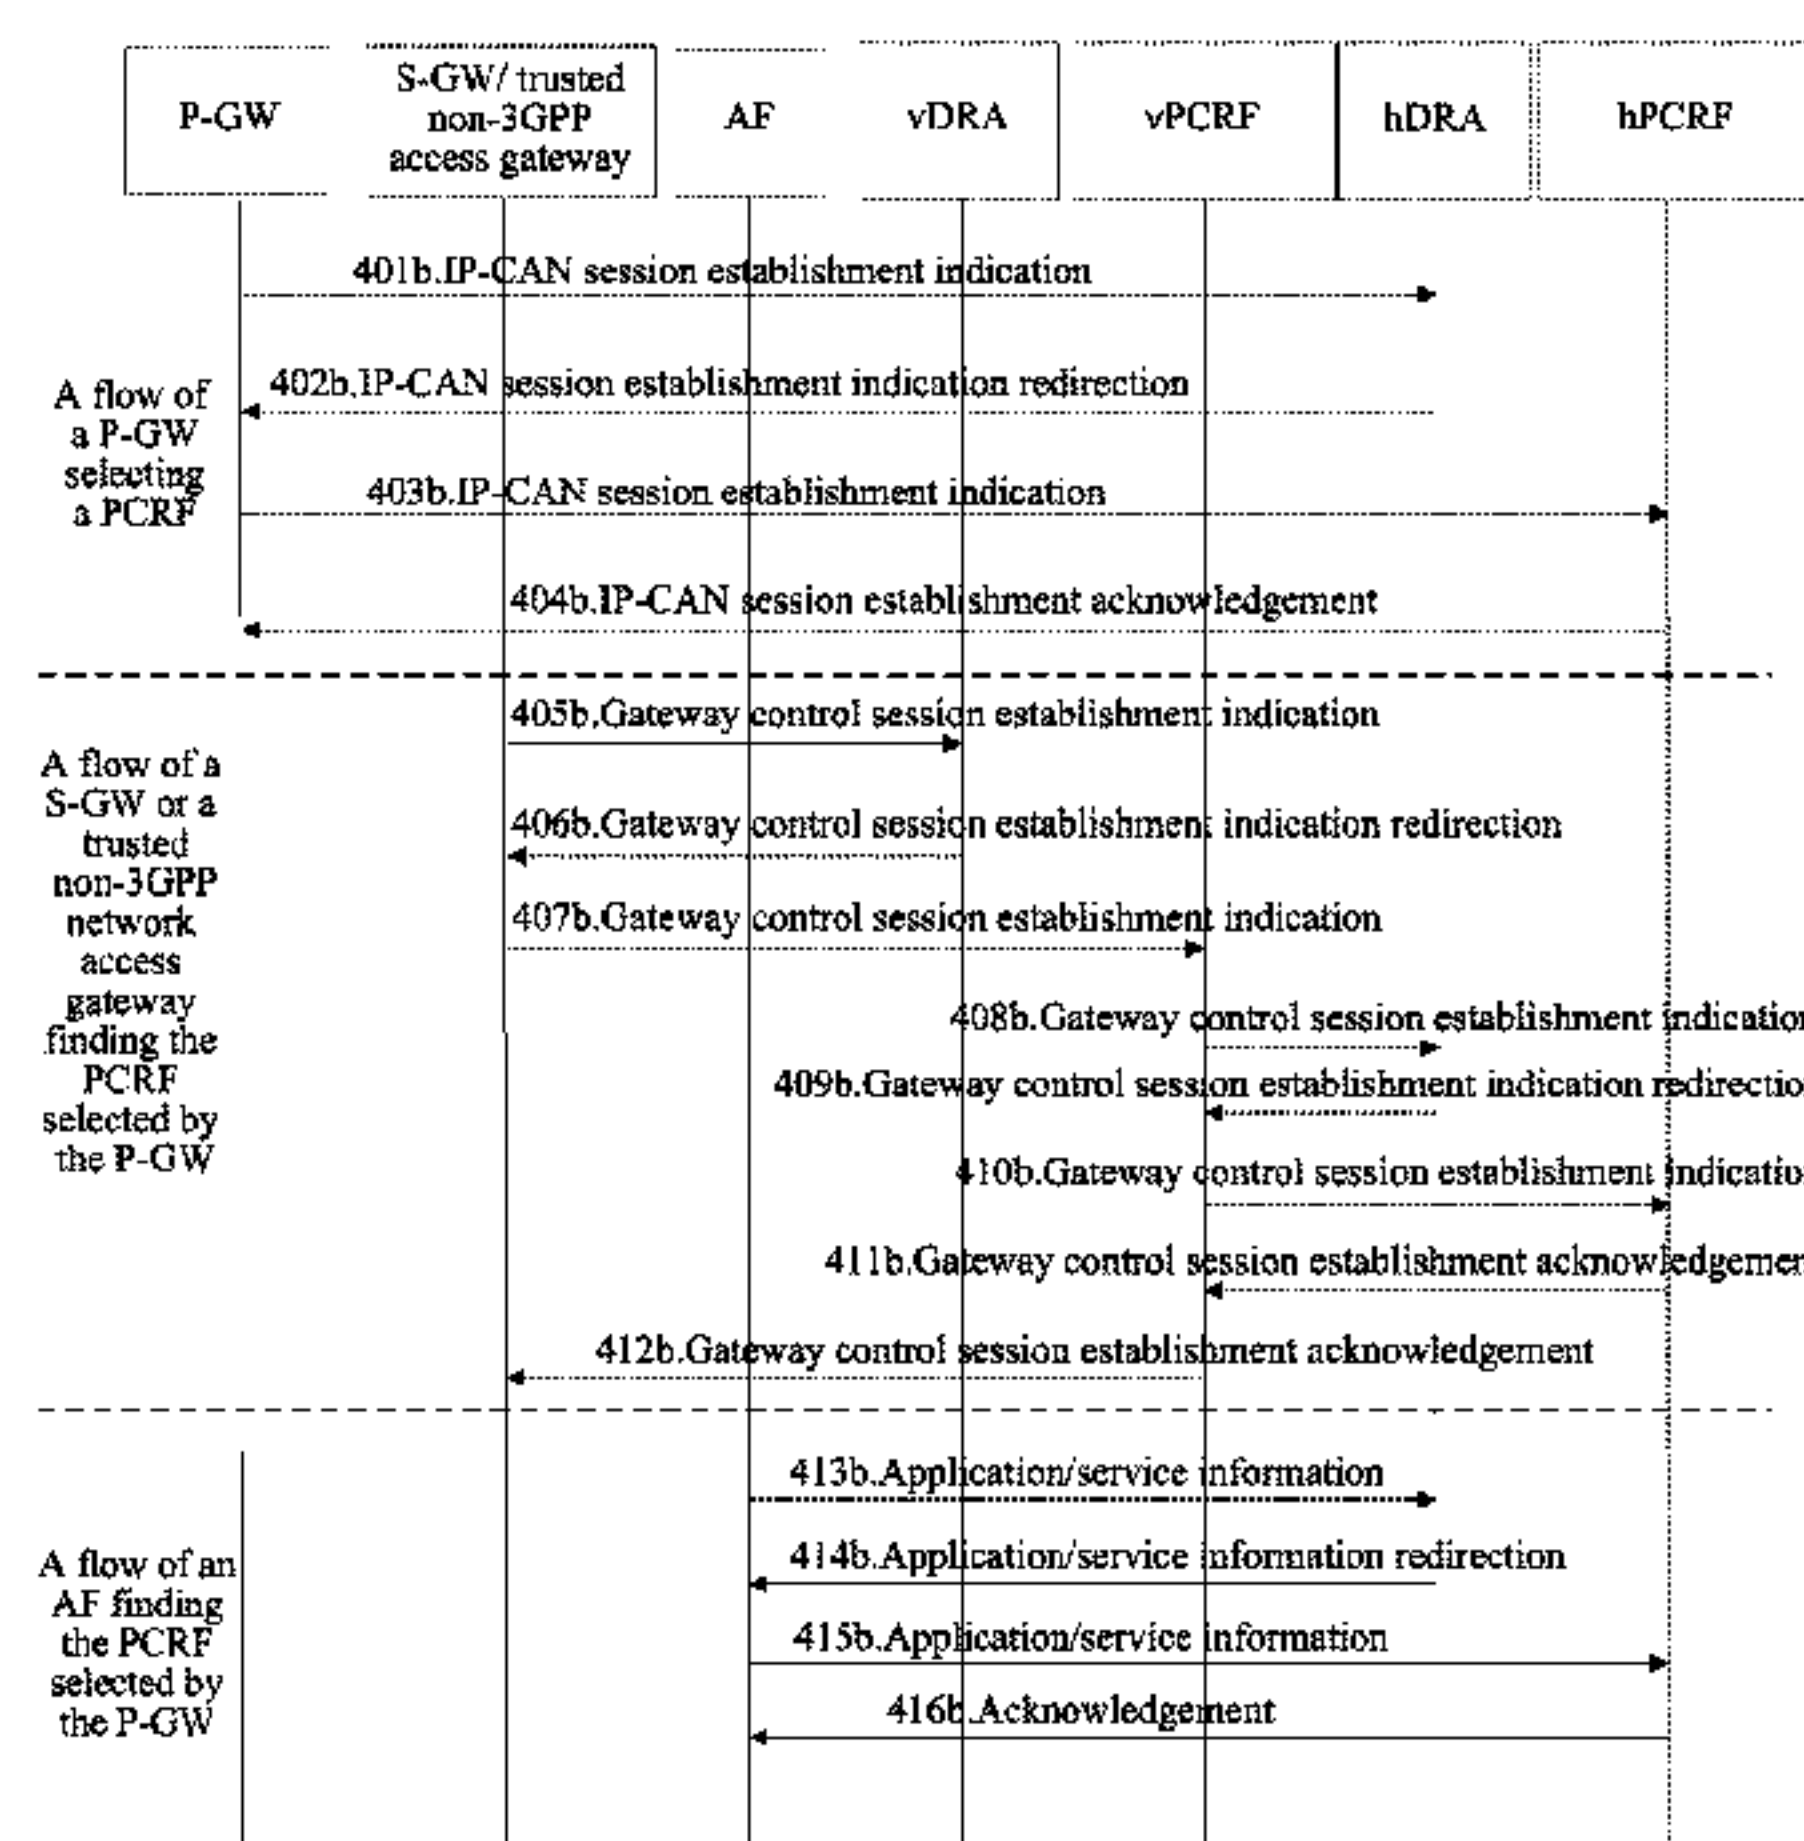 P-GW
S-GW/ trusted
non-3GPP
access gateway
AF
vDRA
vPCRF
hDRA
hPCRF
401b.IP-CAN session establishment indication
402b.IP-CAN session establishment indication redirection
403b.IP-CAN session establishment indication
404b.IP-CAN session establishment acknowledgement
A flow of
a P-GW
selecting
a PCRF
405b.Gateway control session establishment indication
406b.Gateway control session establishment indication redirection
407b.Gateway control session establishment indication
408b.Gateway control session establishment indication
409b.Gateway control session establishment indication redirectio
410b.Gateway control session establishment indicatio
411b.Gateway control session establishment acknowledgemen
412b.Gateway control session establishment acknowledgement
A flow of a
S-GW or a
trusted
non-3GPP
network
access
gateway
finding the
PCRF
selected by
the P-GW
413b.Application/service information
414b.Application/service information redirection
415b.Application/service information
416b.Acknowledgement
A flow of an
AF finding
the PCRF
selected by
the P-GW